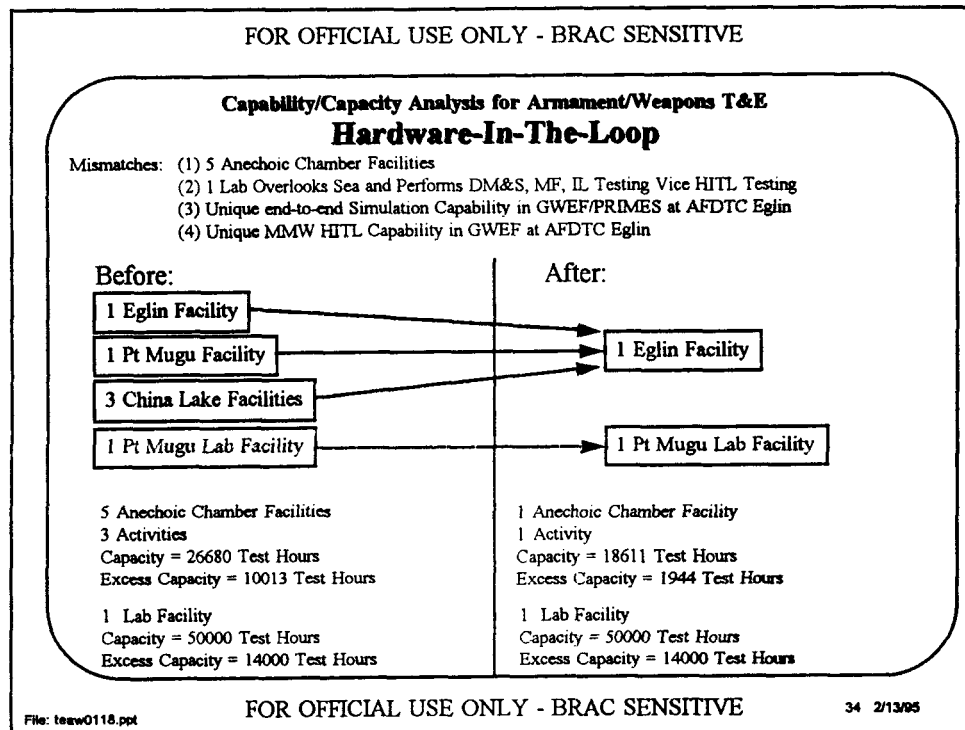 FOR OFFICIAL USE ONLY - BRAC SENSITIVE
Capability/Capacity Analysis for Armament/Weapons T&E
Hardware-In-The-Loop
Mismatches: (1) 5 Anechoic Chamber Facilities
(2) 1 Lab Overlooks Sea and Performs DM&S, MF, IL Testing Vice HITL Testing
(3) Unique end-to-end Simulation Capability in GWEF/PRIMES at AFDTC Eglin
(4) Unique MMW HITL Capability in GWEF at AFDTC Eglin
Before:
1 Eglin Facility
1 Pt Mugu Facility
3 China Lake Facilities
1 Pt Mugu Lab Facility
5 Anechoic Chamber Facilities
3 Activities
Capacity = 26680 Test Hours
Excess Capacity = 10013 Test Hours
1 Lab Facility
Capacity = 50000 Test Hours
Excess Capacity = 14000 Test Hours
After:
1 Eglin Facility
1 Pt Mugu Lab Facility
1 Anechoic Chamber Facility
1 Activity
Capacity = 18611 Test Hours
Excess Capacity = 1944 Test Hours
1 Lab Facility
Capacity = 50000 Test Hours
Excess Capacity = 14000 Test Hours
File: teaw0118.ppt
FOR OFFICIAL USE ONLY - BRAC SENSITIVE
34 2/13/95